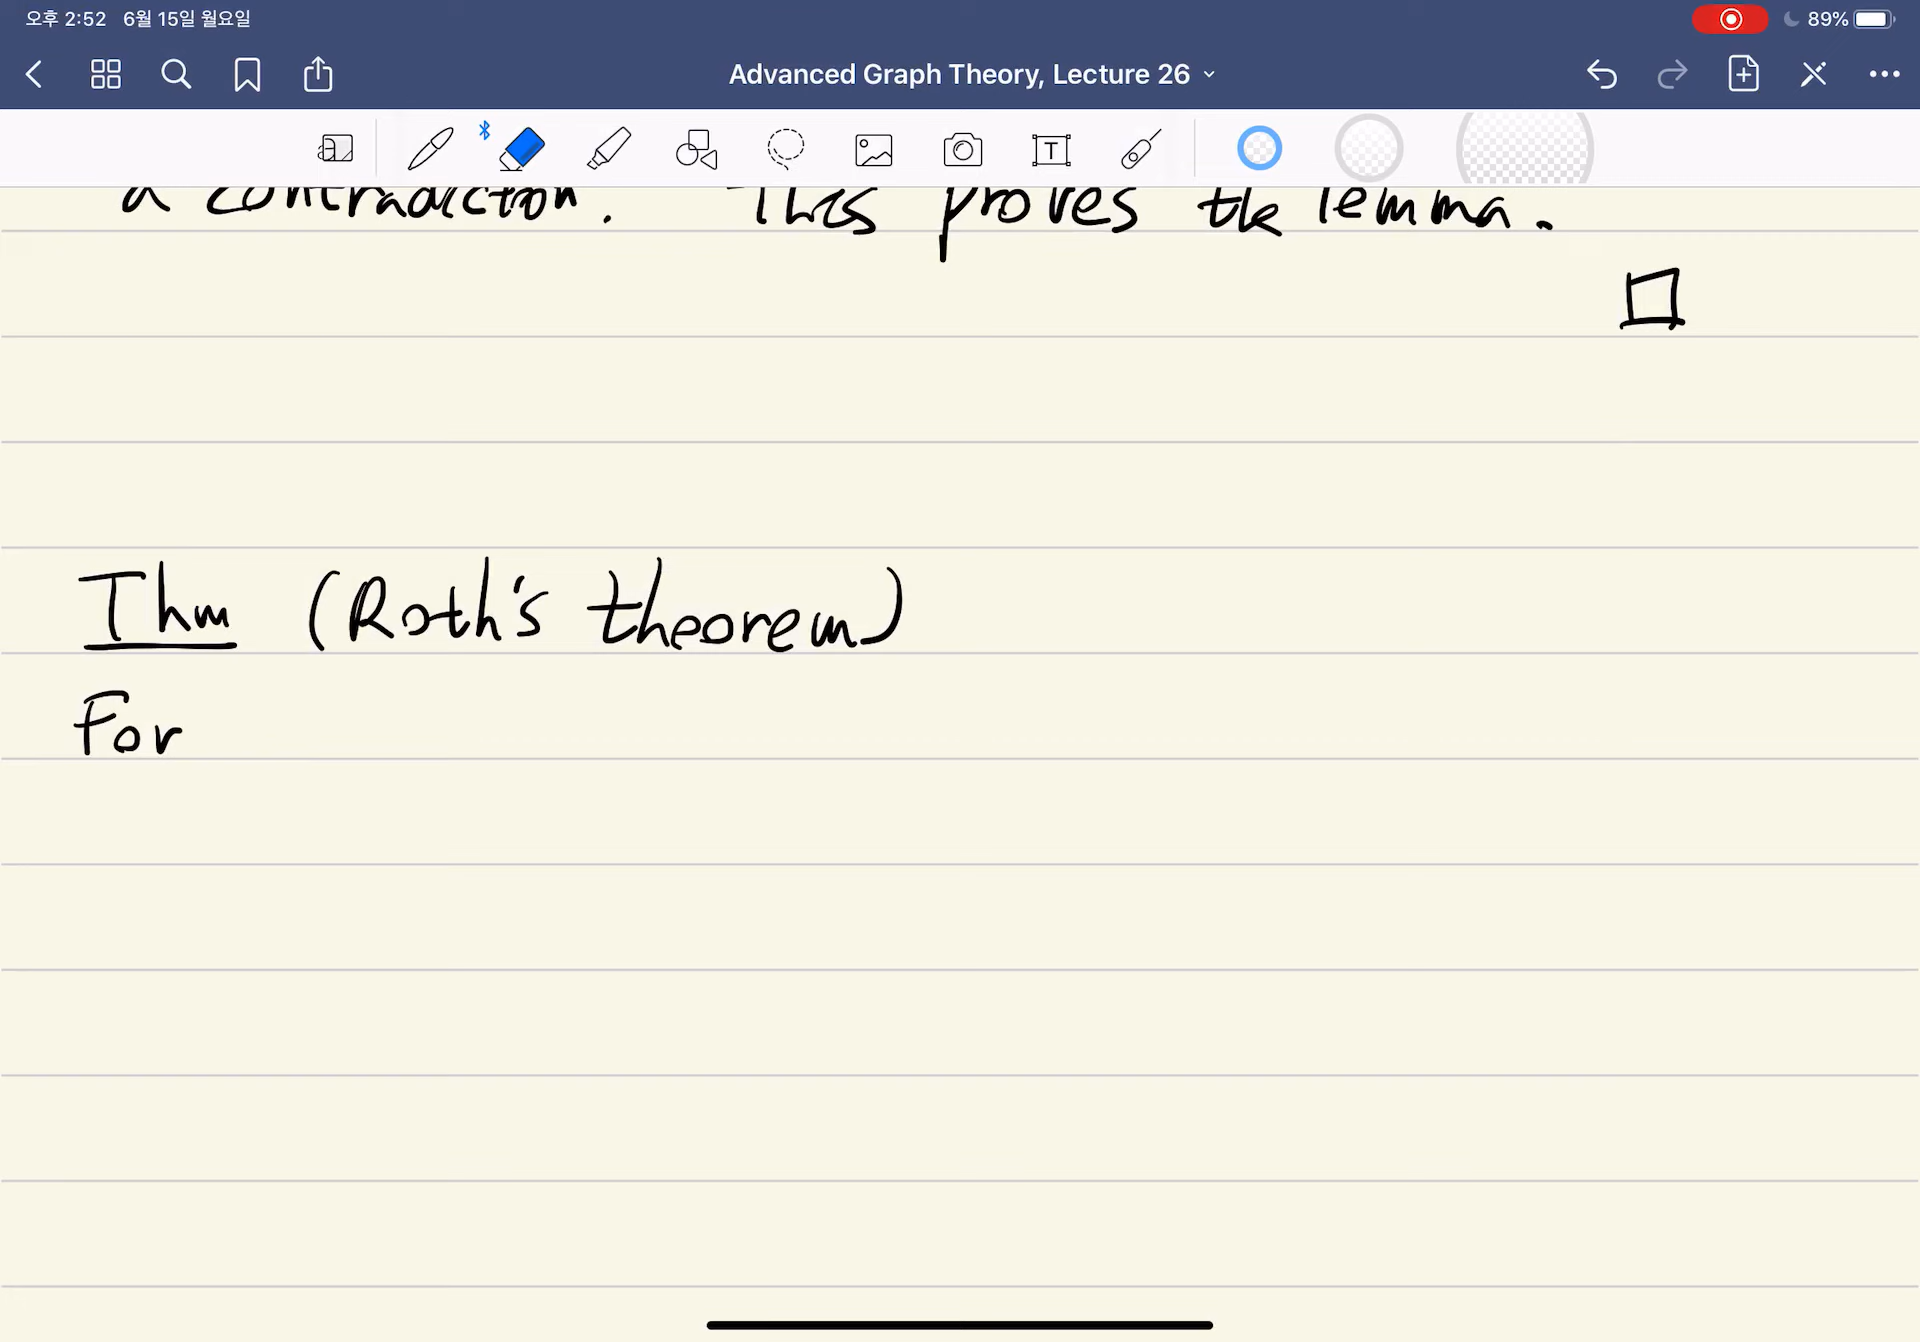 오후 2:52 6월 15일 월요일
89%
Advanced Graph Theory, Lecture 26
a contradiction. This proves the lemma.
Thm (Roth's theorem)
For